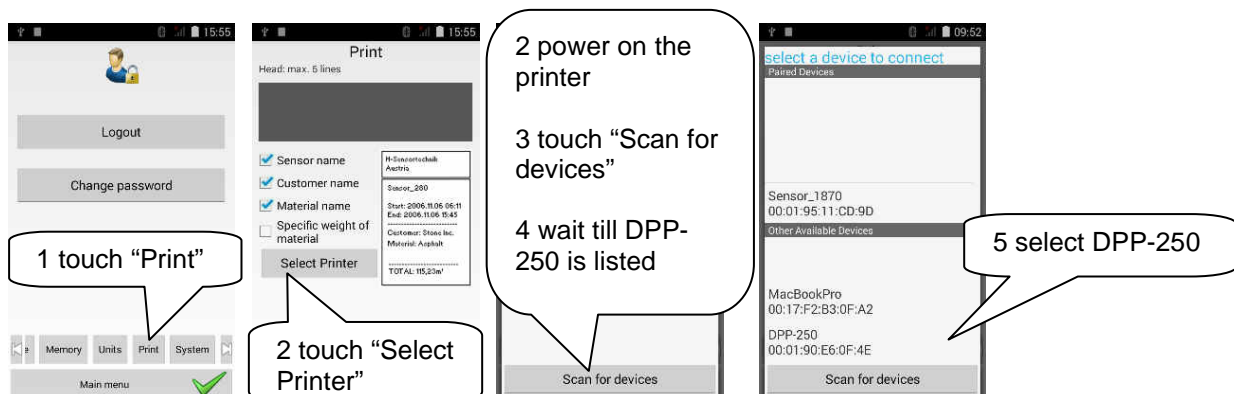 15:55
Logout
Change password
1 touch “Print”
e Memory Units Print System
Main menu
15:55
Print
Head: max. 5 lines
Sensor name
Customer name
Material name
Specific weight of
material
Select Printer
H-Sensortechnik
Austria
Sensor_280
Start: 2006.11.06 06:11
End: 2006.11.06 15:45
Customer: Stone Inc.
Material: Asphalt
TOTAL: 115,23m³
2 touch “Select
Printer”
2 power on the
printer
3 touch “Scan for
devices”
4 wait till DPP-
250 is listed
Scan for devices
09:52
select a device to connect
Paired Devices
Sensor_1870
00:01:95:11:CD:9D
Other Available Devices
MacBookPro
00:17:F2:B3:0F:A2
DPP-250
00:01:90:E6:0F:4E
Scan for devices
5 select DPP-250